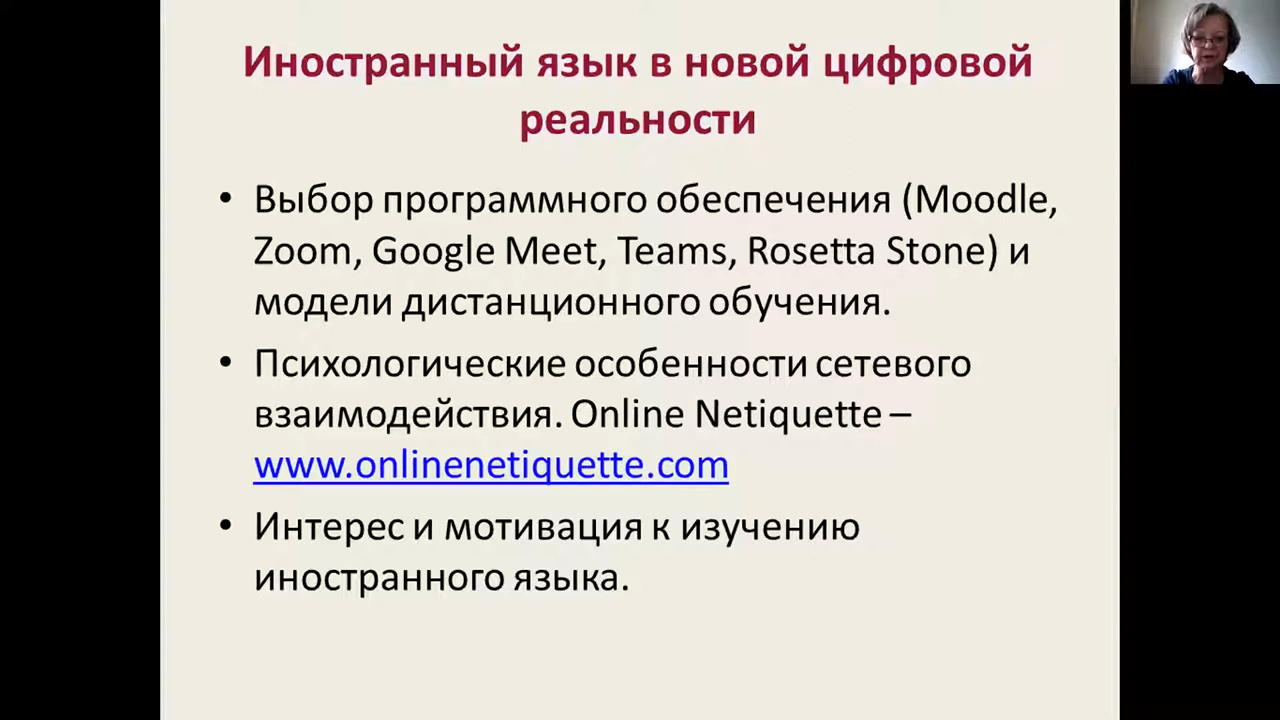 Иностранный язык в новой цифровой
реальности
• Выбор программного обеспечения (Moodle,
Zoom, Google Meet, Teams, Rosetta Stone) и
модели дистанционного обучения.
• Психологические особенности сетевого
взаимодействия. Online Netiquette –
www.onlinenetiquette.com
• Интерес и мотивация к изучению
иностранного языка.